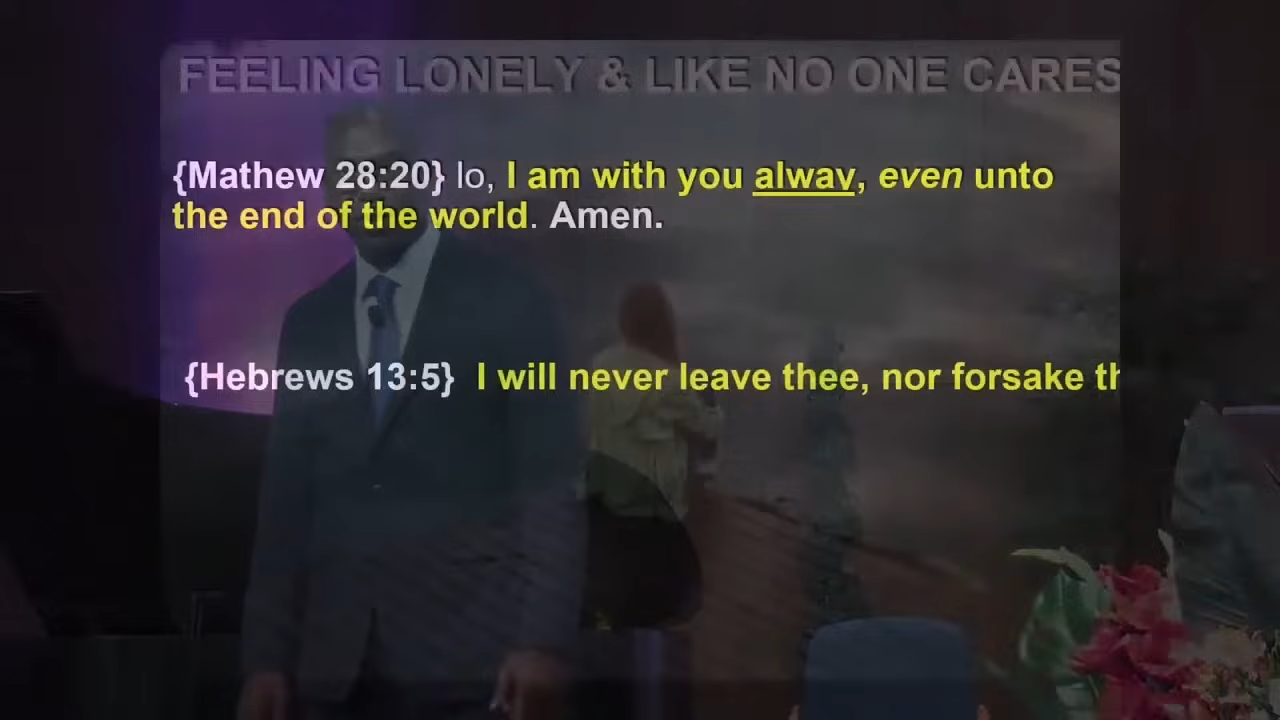 FEELING LONELY & LIKE NO ONE CARES
{Mathew 28:20} lo, I am with you alway, even unto
the end of the world. Amen.
{Hebrews 13:5} I will never leave thee, nor forsake th